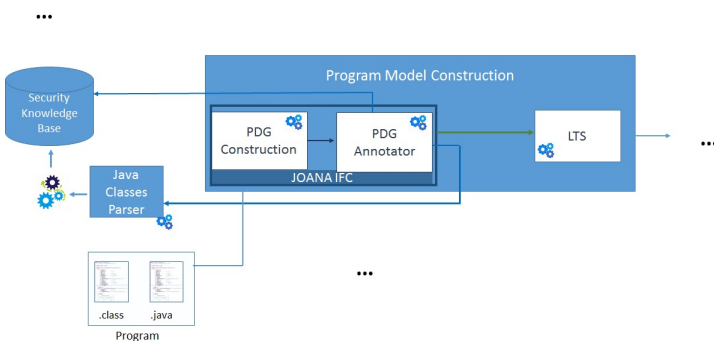 ...
Program Model Construction
Security
Knowledge
Base
PDG
Construction
PDG
Annotator
LTS
...
JOANA IFC
Java
Classes
Parser
...
.class
.java
Program